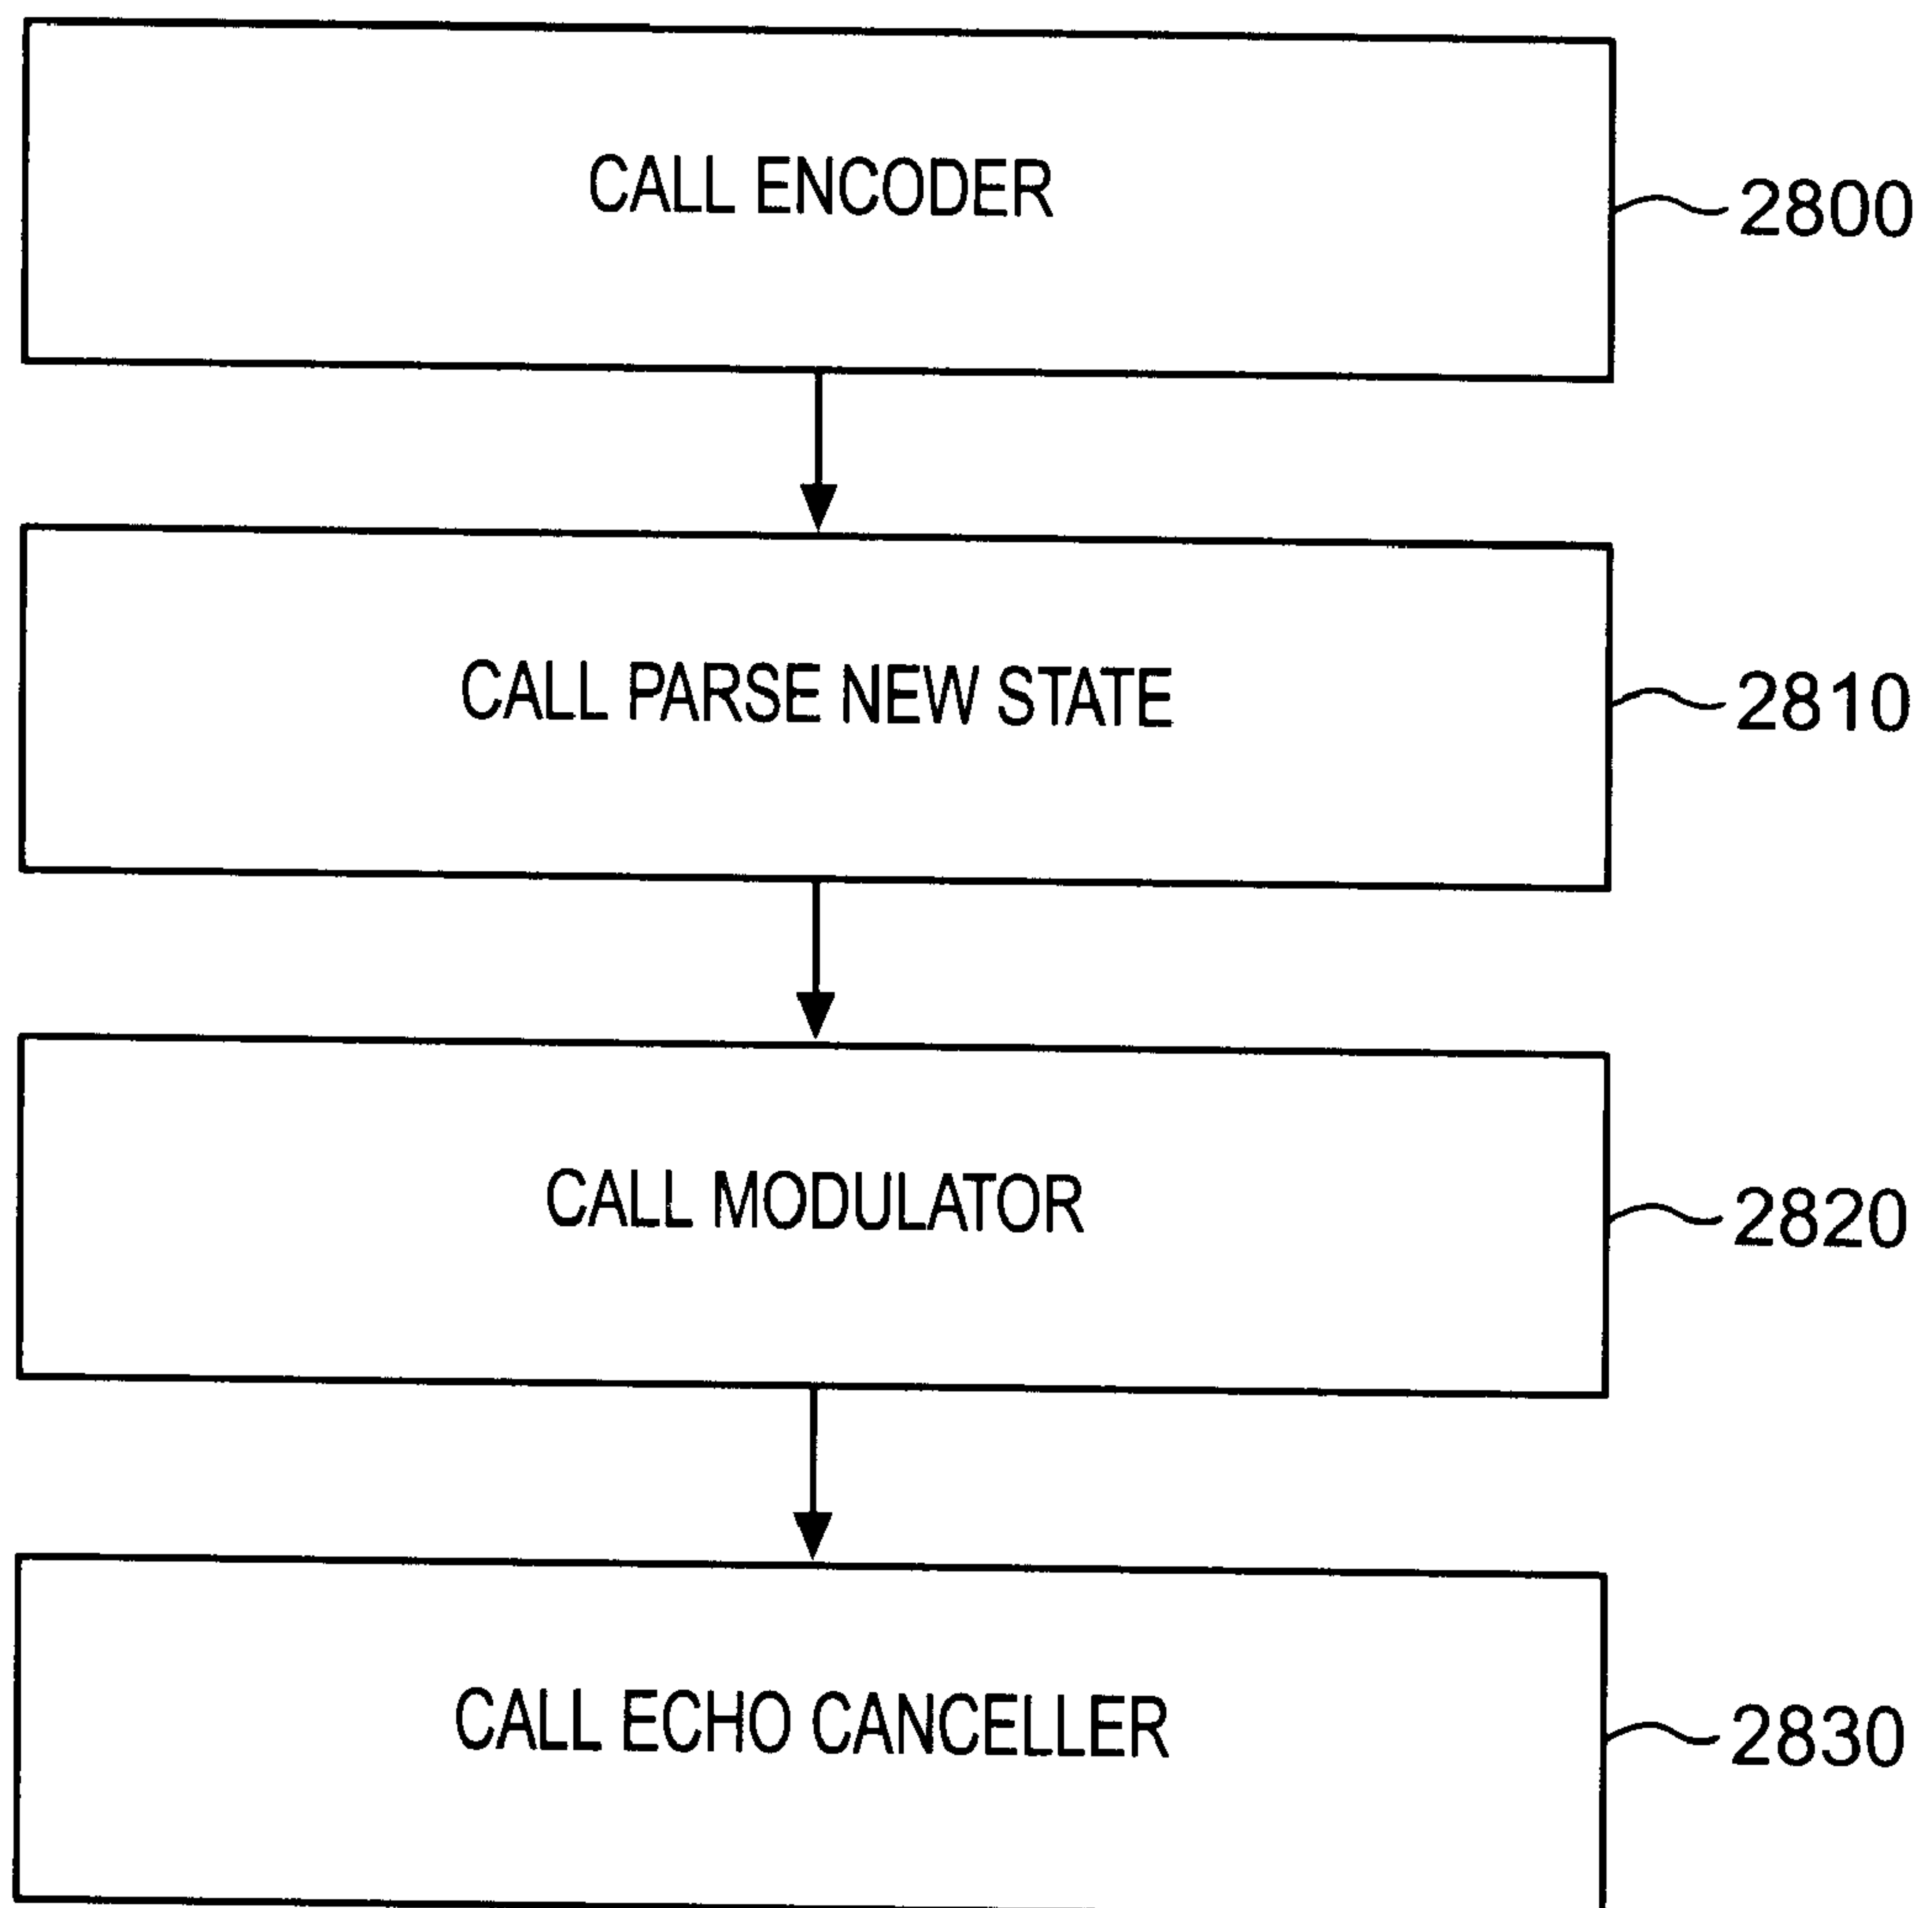 CALL ENCODER
2800
CALL PARSE NEW STATE
2810
CALL MODULATOR
2820
CALL ECHO CANCELLER
2830